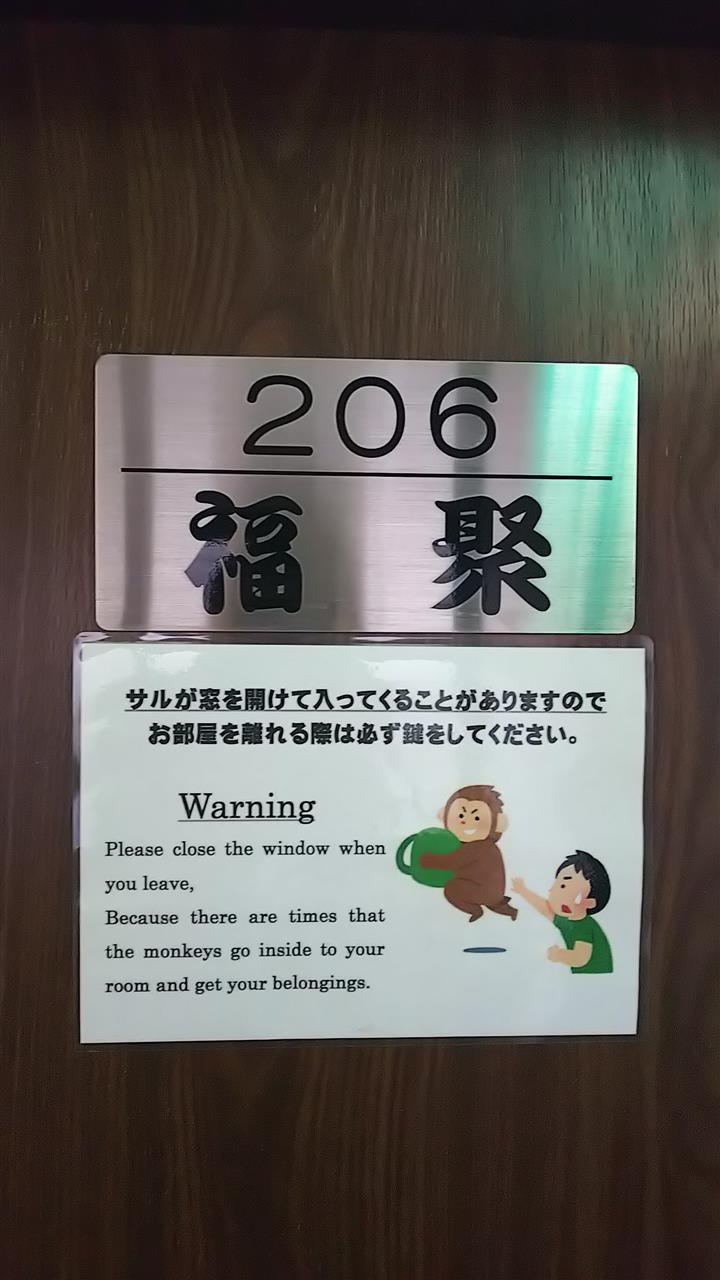 206
福 聚
サルが窓を開けて入ってくることがありますので
お部屋を離れる際は必ず鍵をしてください。
Warning
Please close the window when
you leave,
Because there are times that
the monkeys go inside to your
room and get your belongings.